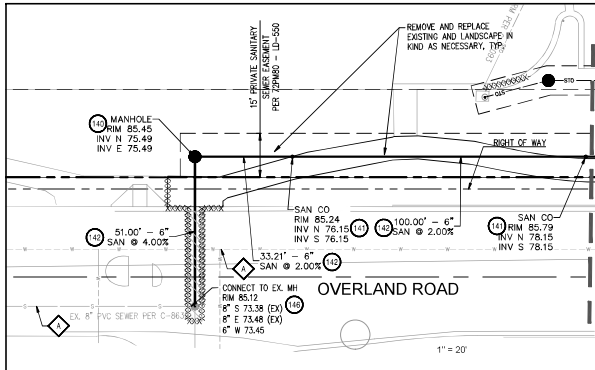 REMOVE AND REPLACE
EXISTING AND LANDSCAPE IN
KIND AS NECESSARY, TYP.
15' PRIVATE SANITARY
SEWER EASEMENT
PER 72PM80 - LD-550
STO
STO
140
MANHOLE
RIM 85.45
INV N 75.49
INV E 75.49
RIGHT OF WAY
SAN CO
RIM 85.24
INV N 76.15
INV S 76.15
141
142
100.00' - 6"
SAN @ 2.00%
141
SAN CO
RIM 85.79
INV N 78.15
INV S 78.15
142
51.00' - 6"
SAN @ 4.00%
33.21' - 6"
SAN @ 2.00%
142
A
CONNECT TO EX. MH
RIM 85.12
8" S 73.38 (EX)
8" E 73.48 (EX)
6" W 73.45
146
OVERLAND ROAD
A
EX. 8" PVC SEWER PER C-863
1" = 20'